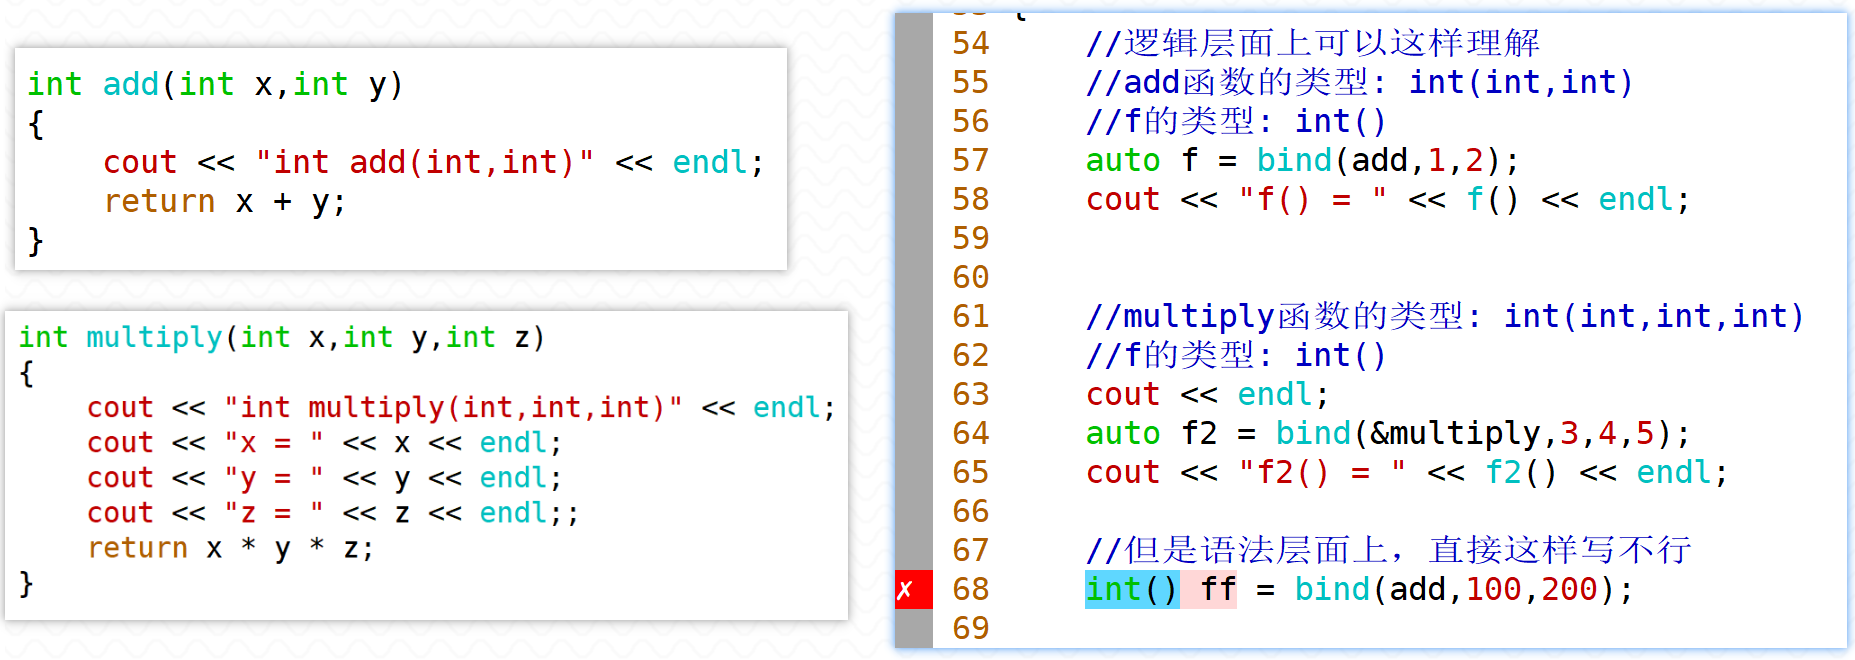 int add(int x,int y)
{
    cout << "int add(int,int)" << endl;
    return x + y;
}
int multiply(int x,int y,int z)
{
    cout << "int multiply(int,int,int)" << endl;
    cout << "x = " << x << endl;
    cout << "y = " << y << endl;
    cout << "z = " << z << endl;;
    return x * y * z;
}
54 //逻辑层面上可以这样理解
55 //add函数的类型: int(int,int)
56 //f的类型: int()
57 auto f = bind(add,1,2);
58 cout << "f() = " << f() << endl;
59
60
61 //multiply函数的类型: int(int,int,int)
62 //f的类型: int()
63 cout << endl;
64 auto f2 = bind(&multiply,3,4,5);
65 cout << "f2() = " << f2() << endl;
66
67 //但是语法层面上，直接这样写不行
✗ 68 int() ff = bind(add,100,200);
69